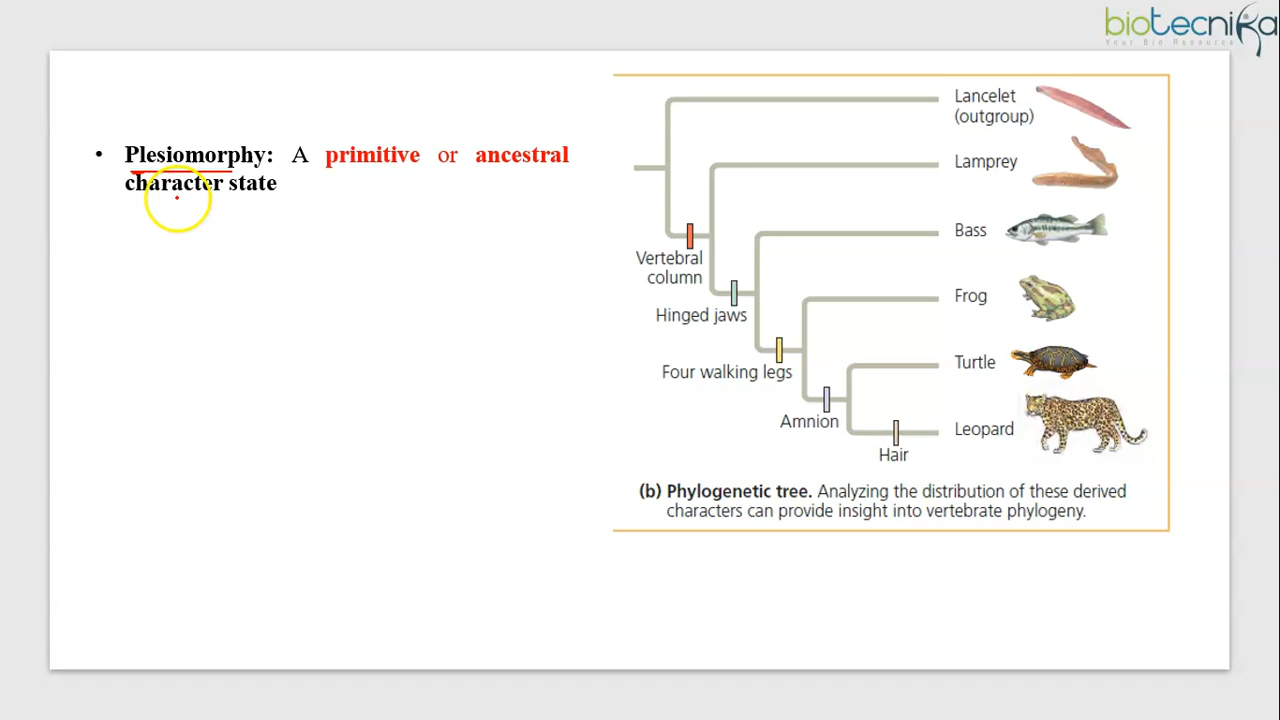 biotecnika
Your Bio Resource
• Plesiomorphy: A primitive or ancestral
character state
Lancelet
(outgroup)
Lamprey
Bass
Vertebral
column
Frog
Hinged jaws
Turtle
Four walking legs
Amnion
Leopard
Hair
(b) Phylogenetic tree. Analyzing the distribution of these derived
characters can provide insight into vertebrate phylogeny.